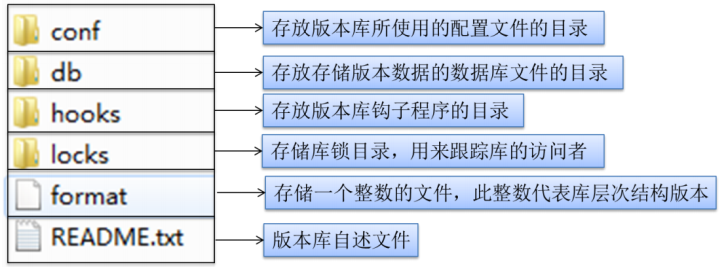 conf 存放版本库所使用的配置文件的目录
db 存放存储版本数据的数据库文件的目录
hooks 存放版本库钩子程序的目录
locks 存储库锁目录，用来跟踪库的访问者
format 存储一个整数的文件，此整数代表库层次结构版本
README.txt 版本库自述文件